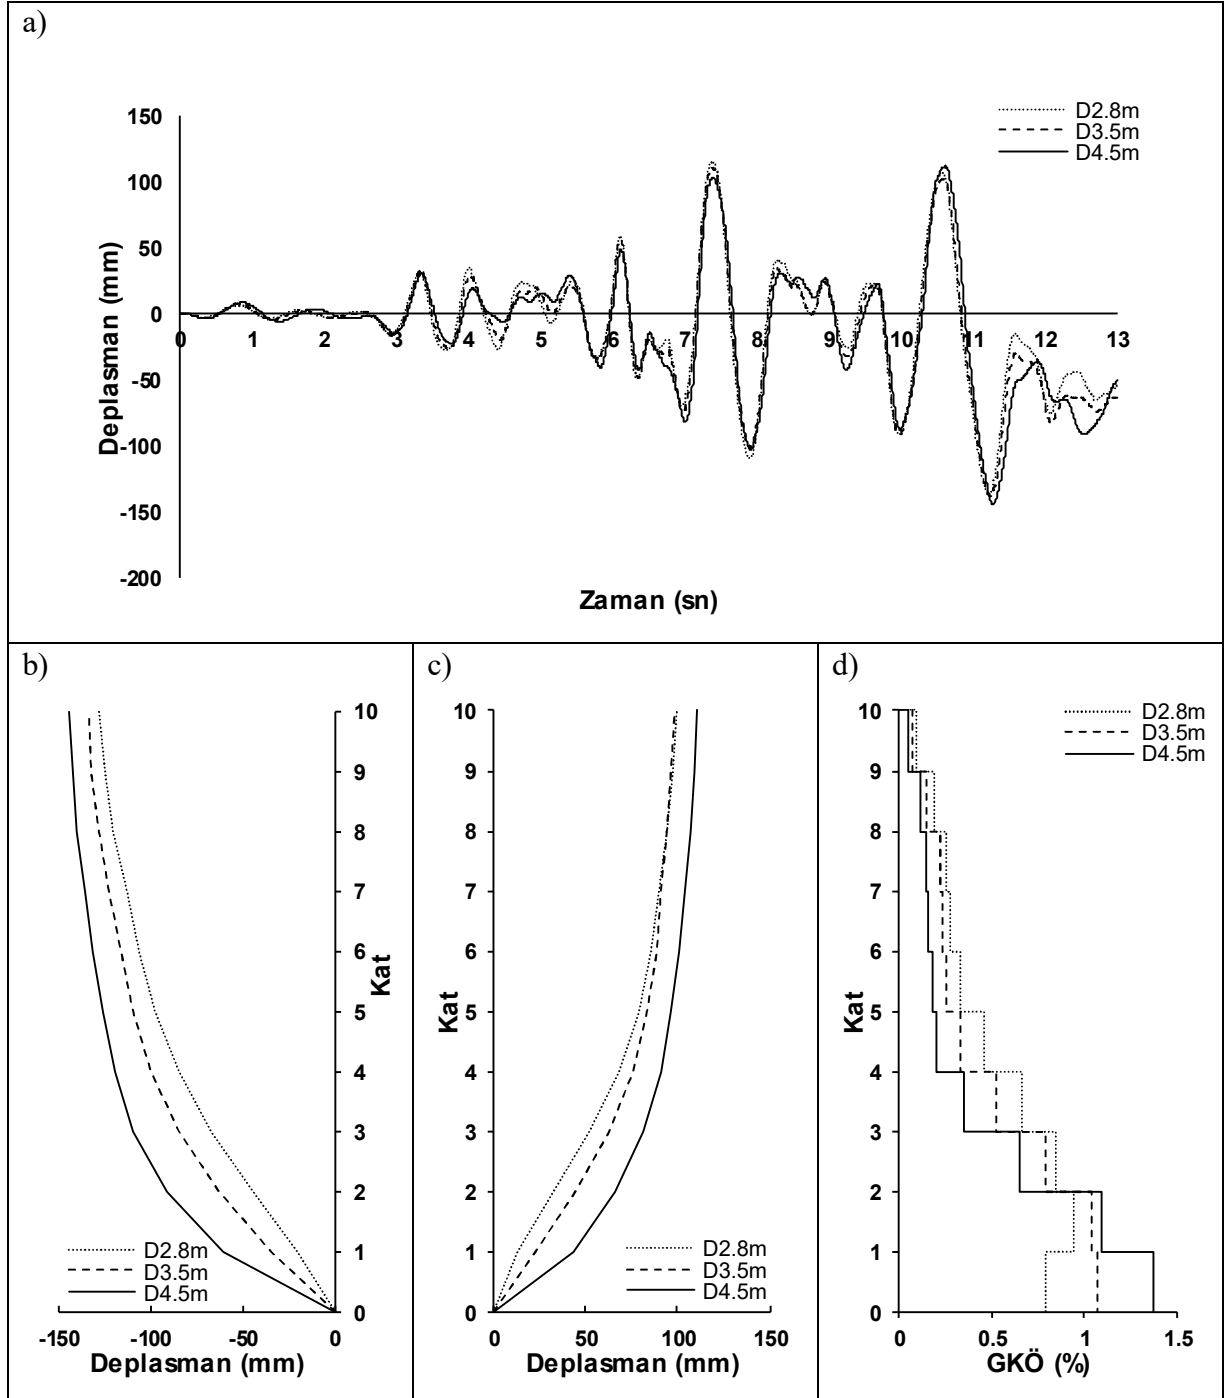 a)
D2.8m
D3.5m
D4.5m
150
100
50
0
-50
-100
-150
-200
Deplasman (mm)
0 1 2 3 4 5 6 7 8 9 10 11 12 13
Zaman (sn)
b)
10
9
8
7
6
5
4
3
2
1
0
Kat
D2.8m
D3.5m
D4.5m
-150 -100 -50 0
Deplasman (mm)
c)
10
9
8
7
6
5
4
3
2
1
0
Kat
D2.8m
D3.5m
D4.5m
0 50 100 150
Deplasman (mm)
d)
D2.8m
D3.5m
D4.5m
10
9
8
7
6
5
4
3
2
1
0
Kat
0 0.5 1 1.5
GKÖ (%)